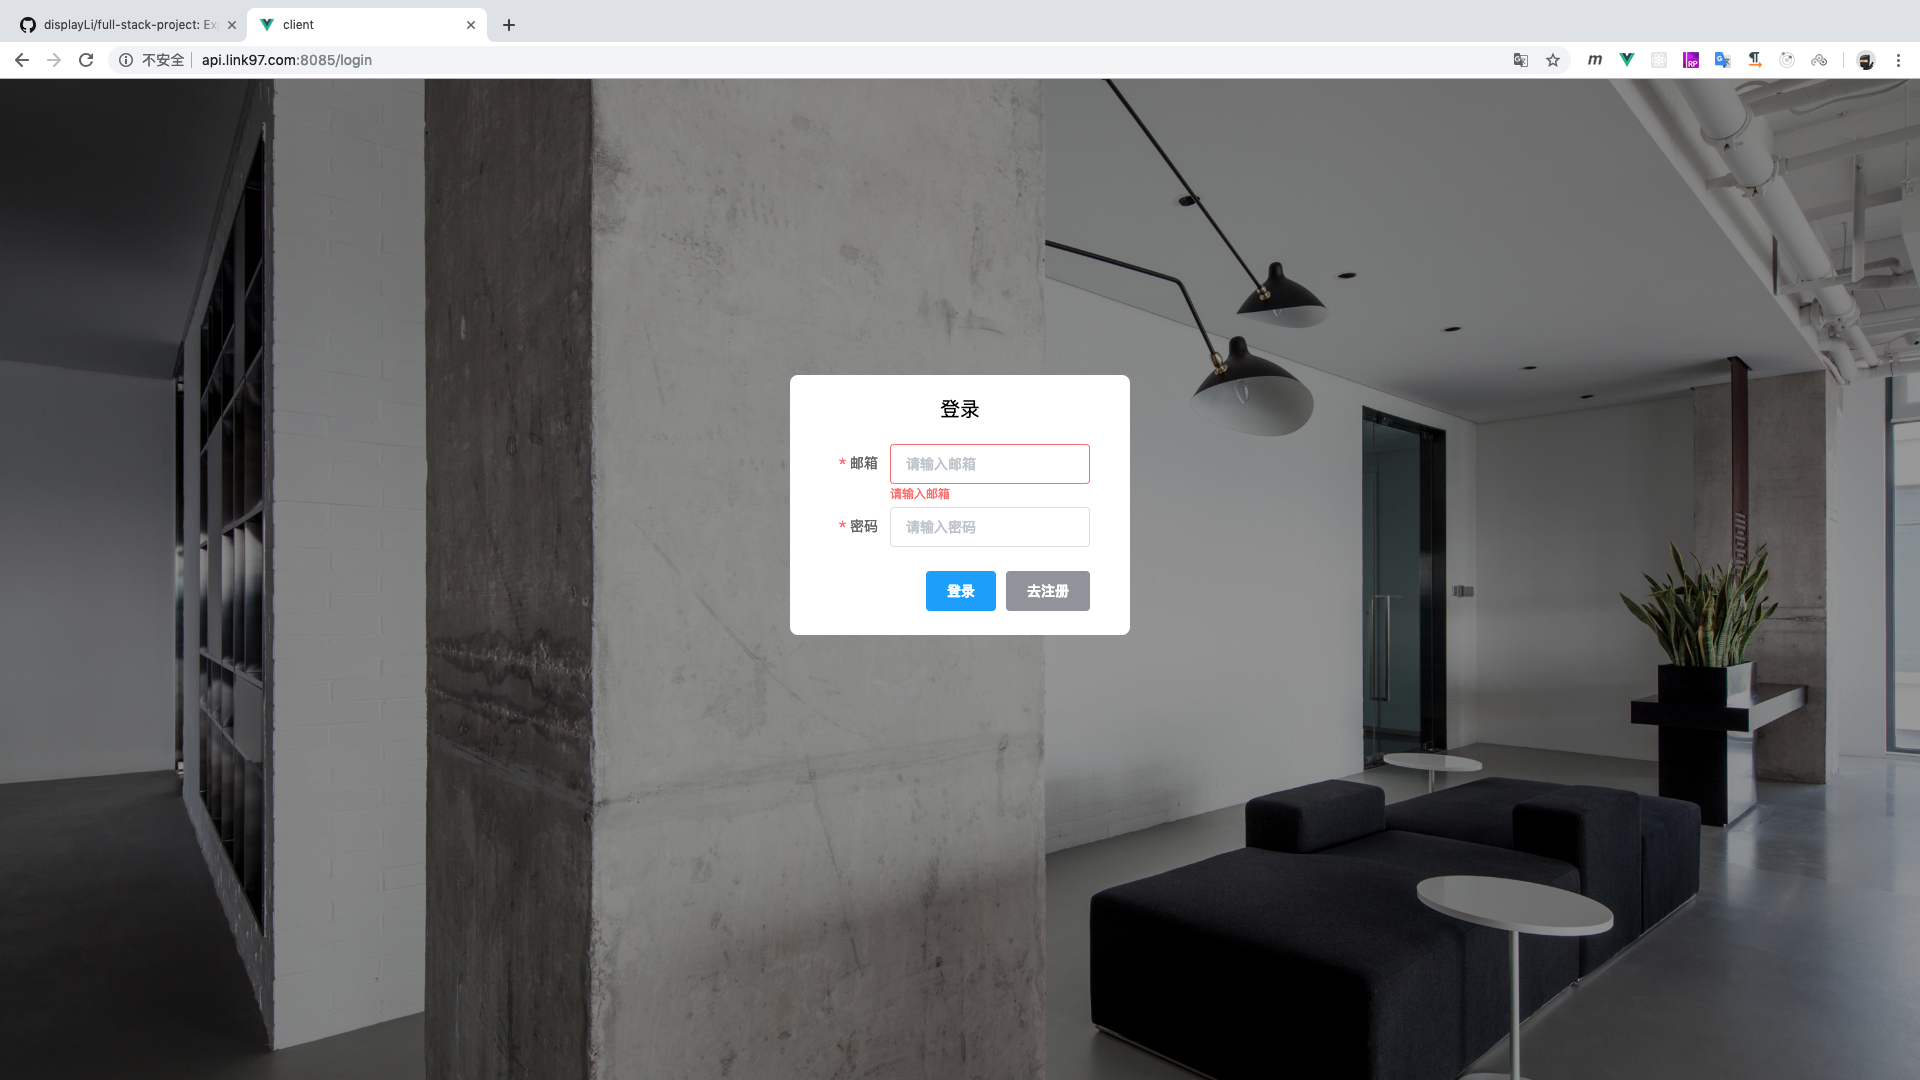 displayLi/full-stack-project: Ex
client
不安全
api.link97.com:8085/login
登录
* 邮箱
请输入邮箱
请输入邮箱
* 密码
请输入密码
登录
去注册